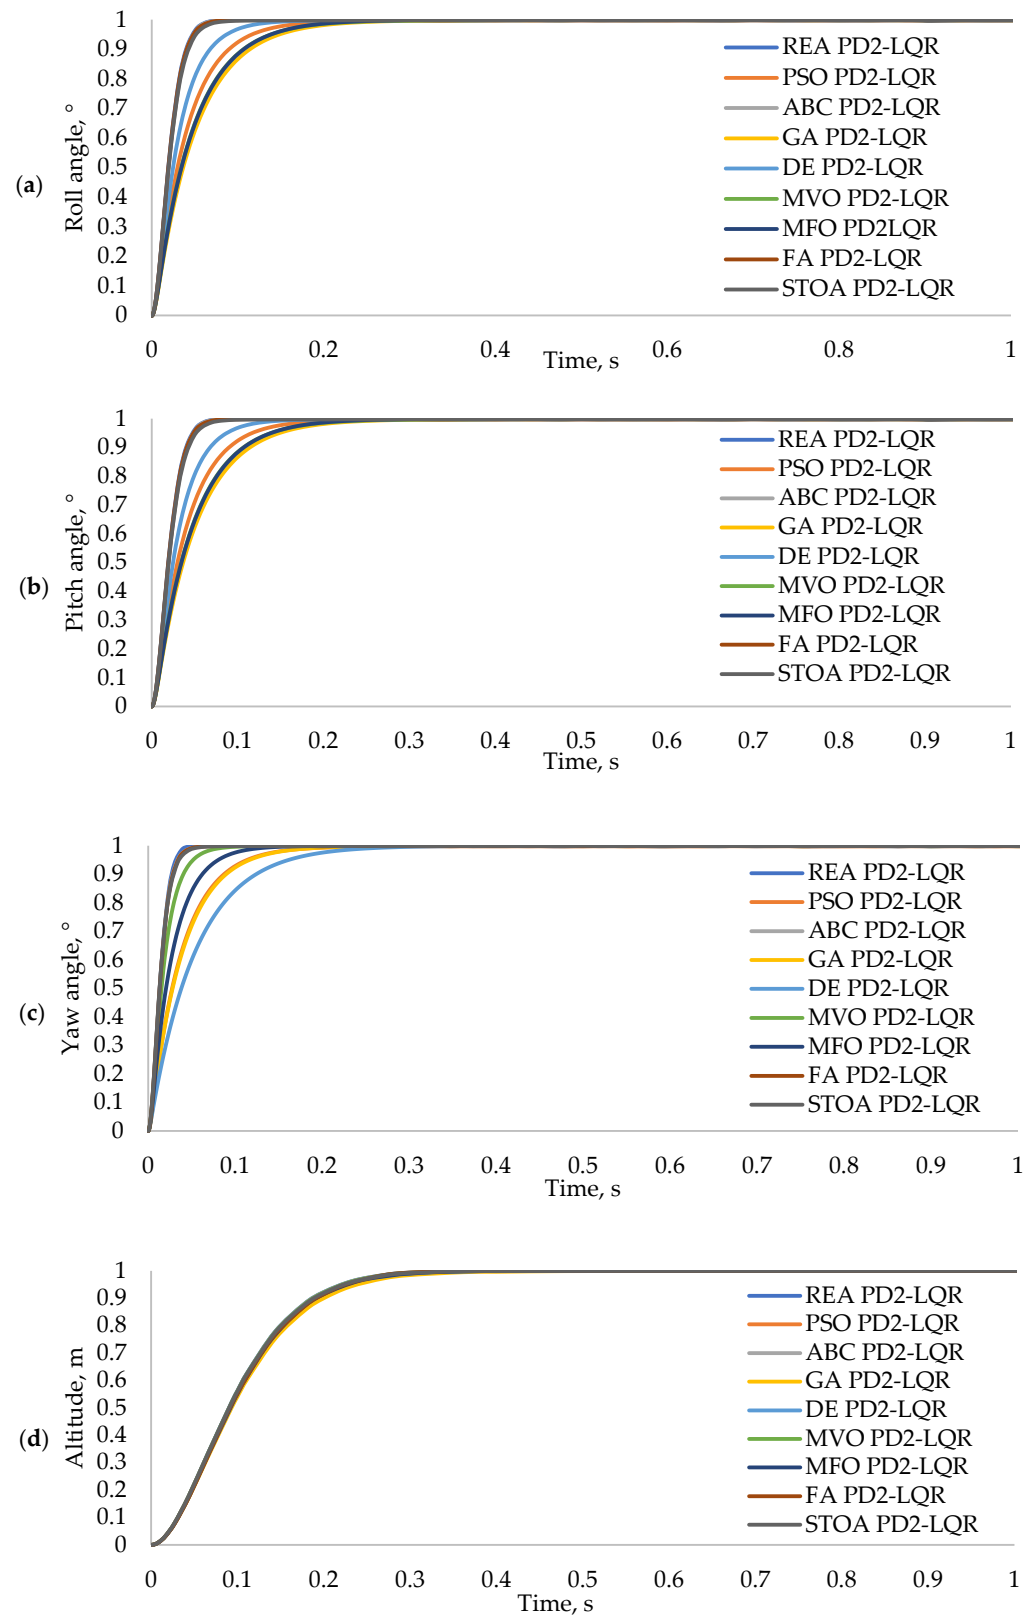 1
0.9
0.8
0.7
0.6
0.5
0.4
0.3
0.2
0.1
0
(a)
Roll angle, °
REA PD2-LQR
PSO PD2-LQR
ABC PD2-LQR
GA PD2-LQR
DE PD2-LQR
MVO PD2-LQR
MFO PD2LQR
FA PD2-LQR
STOA PD2-LQR
0 0.2 0.4 0.6 0.8 1
Time, s
1
0.9
0.8
0.7
0.6
0.5
0.4
0.3
0.2
0.1
0
(b)
Pitch angle, °
REA PD2-LQR
PSO PD2-LQR
ABC PD2-LQR
GA PD2-LQR
DE PD2-LQR
MVO PD2-LQR
MFO PD2-LQR
FA PD2-LQR
STOA PD2-LQR
0 0.1 0.2 0.3 0.4 0.5 0.6 0.7 0.8 0.9 1
Time, s
1
0.9
0.8
0.7
0.6
0.5
0.4
0.3
0.2
0.1
0
(c)
Yaw angle, °
REA PD2-LQR
PSO PD2-LQR
ABC PD2-LQR
GA PD2-LQR
DE PD2-LQR
MVO PD2-LQR
MFO PD2-LQR
FA PD2-LQR
STOA PD2-LQR
0 0.1 0.2 0.3 0.4 0.5 0.6 0.7 0.8 0.9 1
Time, s
1
0.9
0.8
0.7
0.6
0.5
0.4
0.3
0.2
0.1
0
(d)
Altitude, m
REA PD2-LQR
PSO PD2-LQR
ABC PD2-LQR
GA PD2-LQR
DE PD2-LQR
MVO PD2-LQR
MFO PD2-LQR
FA PD2-LQR
STOA PD2-LQR
0 0.1 0.2 0.3 0.4 0.5 0.6 0.7 0.8 0.9 1
Time, s